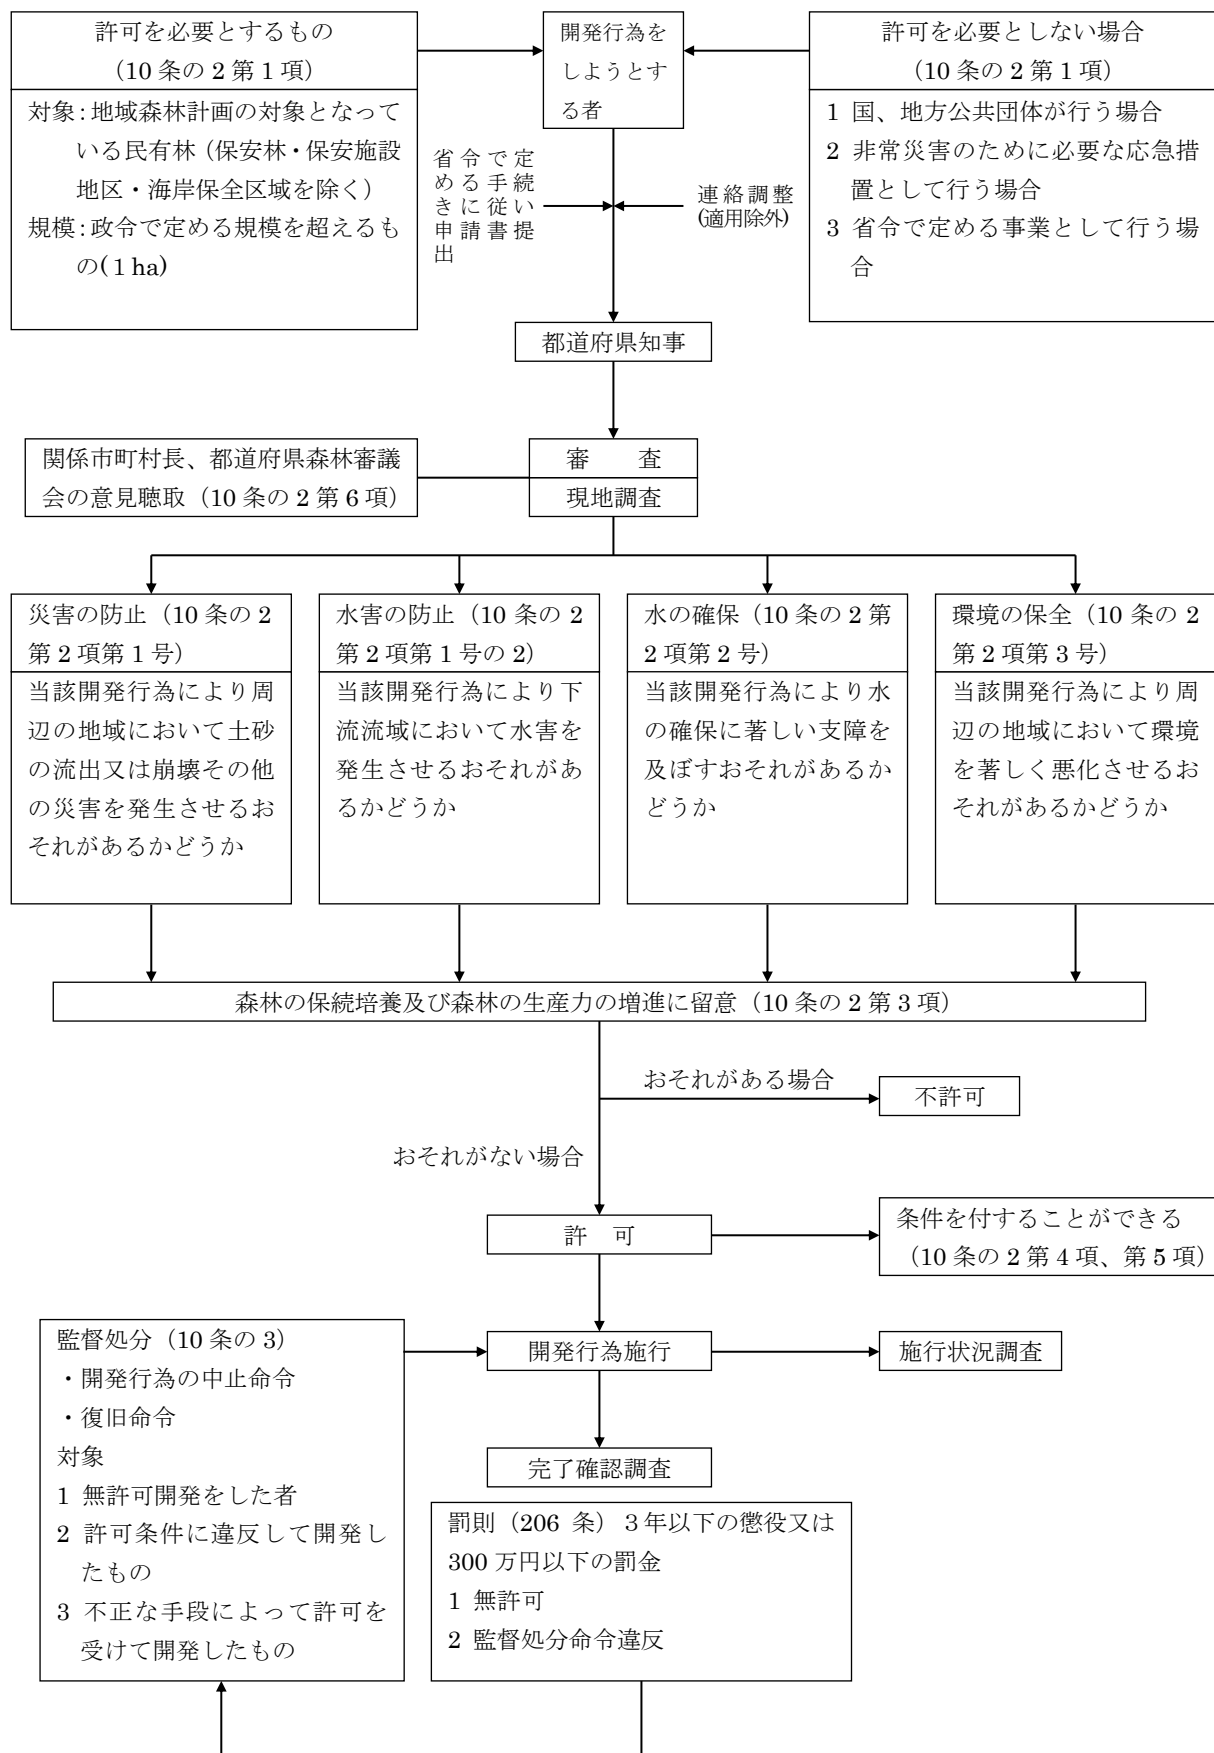 許可を必要とするもの
(10 条の 2 第 1 項)
対象:地域森林計画の対象となって
いる民有林(保安林・保安施設
地区・海岸保全区域を除く)
規模:政令で定める規模を超えるも
の(１ha)
開発行為を
しようとす
る者
許可を必要としない場合
(10 条の 2 第 1 項)
1 国、地方公共団体が行う場合
2 非常災害のために必要な応急措
置として行う場合
3 省令で定める事業として行う場
合
省令で定
める手続
きに従い
申請書提
出
連絡調整
(適用除外)
都道府県知事
関係市町村長、都道府県森林審議
会の意見聴取（10 条の 2 第 6 項）
審　査
現地調査
災害の防止（10 条の 2
第 2 項第 1 号）
当該開発行為により周
辺の地域において土砂
の流出又は崩壊その他
の災害を発生させるお
それがあるかどうか
水害の防止（10 条の 2
第 2 項第 1 号の 2）
当該開発行為により下
流流域において水害を
発生させるおそれがあ
るかどうか
水の確保（10 条の 2 第
2 項第 2 号）
当該開発行為により水
の確保に著しい支障を
及ぼすおそれがあるか
どうか
環境の保全（10 条の 2
第 2 項第 3 号）
当該開発行為により周
辺の地域において環境
を著しく悪化させるお
それがあるかどうか
森林の保続培養及び森林の生産力の増進に留意（10 条の 2 第 3 項）
おそれがある場合
不許可
おそれがない場合
許　可
条件を付することができる
（10 条の 2 第 4 項、第 5 項）
監督処分（10 条の 3）
・開発行為の中止命令
・復旧命令
対象
1 無許可開発をした者
2 許可条件に違反して開発し
たもの
3 不正な手段によって許可を
受けて開発したもの
開発行為施行
施行状況調査
完了確認調査
罰則（206 条）３年以下の懲役又は
300 万円以下の罰金
1 無許可
2 監督処分命令違反